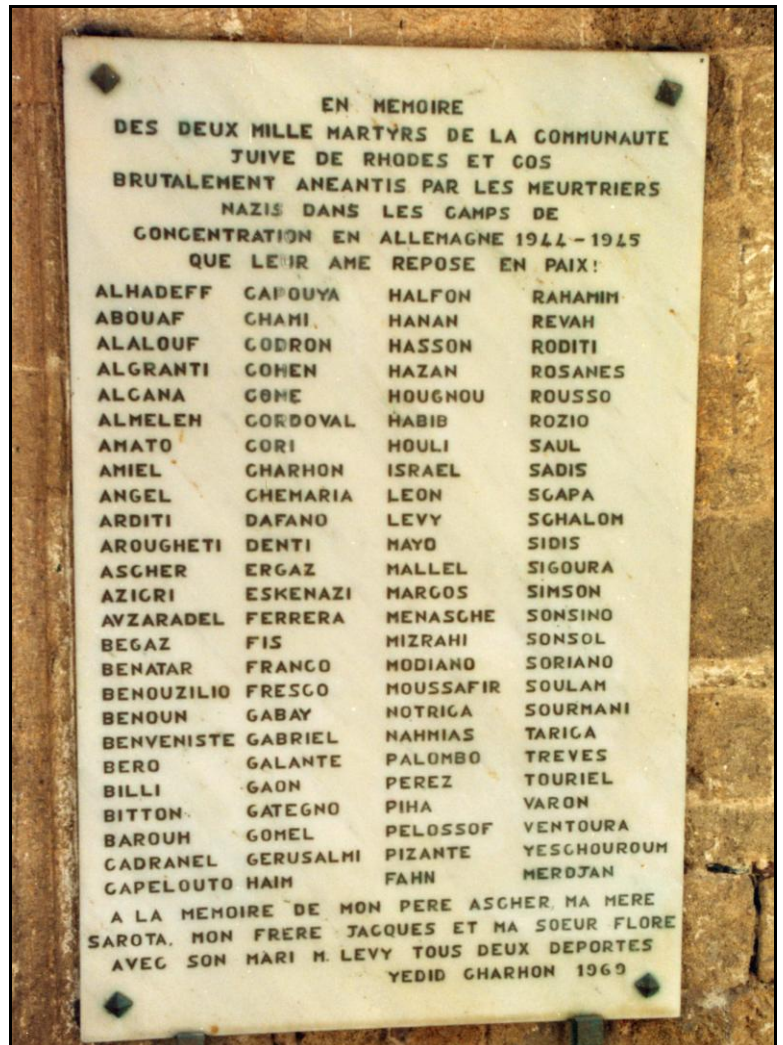 EN MEMOIRE
DES DEUX MILLE MARTYRS DE LA COMMUNAUTE
JUIVE DE RHODES ET COS
BRUTALEMENT ANEANTIS PAR LES MEURTRIERS
NAZIS DANS LES CAMPS DE
CONCENTRATION EN ALLEMAGNE 1944-1945
QUE LEUR AME REPOSE EN PAIX!
ALHADEFF CAPOUYA HALFON RAHAMIM
ABOUAF CHAMI HANAN REVAH
ALALOUF CODRON HASSON RODITI
ALGRANTI COHEN HAZAN ROSANES
ALCANA CONE HOUGNOU ROUSSO
ALMELEH CORDOVAL HABIB ROZIO
AMATO CORI HOULI SAUL
AMIEL CHARHON ISRAEL SADIS
ANGEL CHEMARIA LEON SCAPA
ARDITI DAFANO LEVY SCHALOM
AROUGHETI DENTI MAYO SIDIS
ASCHER ERGAZ MALLEL SIGOURA
AZICRI ESKENAZI MARCOS SIMSON
AVZARADEL FERRERA MENASCHE SONSINO
BEGAZ FIS MIZRAHI SONSOL
BENATAR FRANCO MODIANO SORIANO
BENOUZILIO FRESCO MOUSSAFIR SOULAM
BENOUN GABAY NOTRICA SOURMANI
BENVENISTE GABRIEL NAHMIAS TARICA
BERO GALANTE PALOMBO TREVES
BILLI GAON PEREZ TOURIEL
BITTON GATEGNO PIHA VARON
BAROUH GOMEL PELOSSOF VENTOURA
CADRANEL GERUSALMI PIZANTE YESCHOUROUM
CAPELOUTO HAIM FAHN MERDJAN
A LA MEMOIRE DE MON PERE ASCHER, MA MERE
SAROTA, MON FRERE JACQUES ET MA SOEUR FLORE
AVEC SON MARI M. LEVY TOUS DEUX DEPORTES
YEDID CHARHON 1969